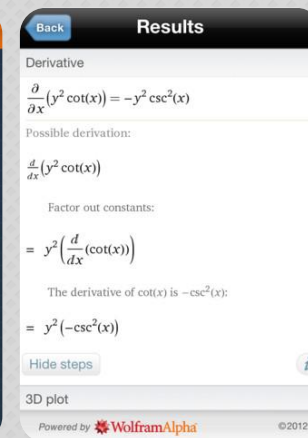 Back
Results
Derivative
∂/∂x (y² cot(x)) = −y² csc²(x)
Possible derivation:
d/dx (y² cot(x))
Factor out constants:
= y² (d/dx (cot(x)))
The derivative of cot(x) is −csc²(x):
= y² (−csc²(x))
Hide steps
3D plot
Powered by WolframAlpha
©2012